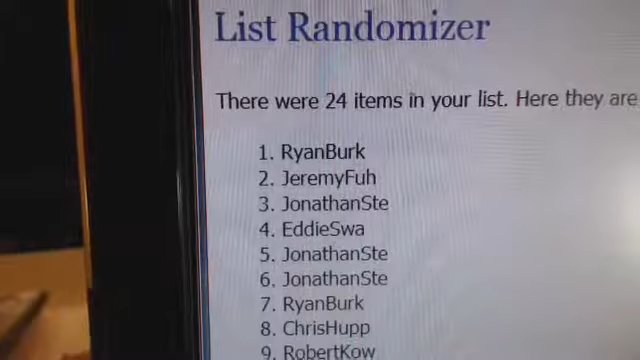 List Randomizer
There were 24 items in your list. Here they are
1. RyanBurk
2. JeremyFuh
3. JonathanSte
4. EddieSwa
5. JonathanSte
6. JonathanSte
7. RyanBurk
8. ChrisHupp
9. RobertKow